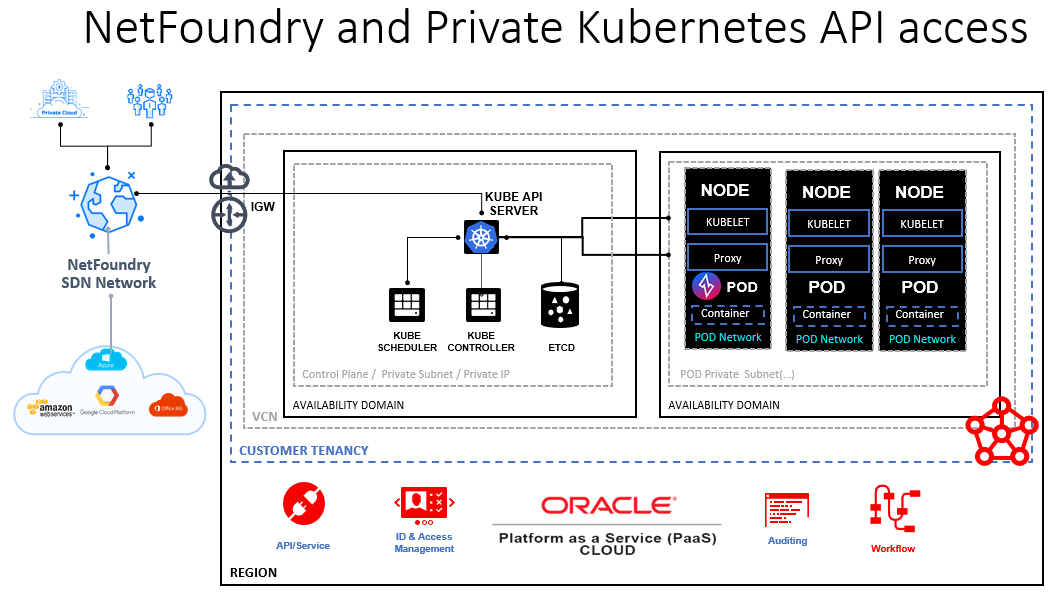 NetFoundry and Private Kubernetes API access
Private Cloud
IGW
NetFoundry
SDN Network
Azure
amazon
web services™
Google Cloud Platform
Office 365
KUBE API
SERVER
KUBE
SCHEDULER
KUBE
CONTROLLER
ETCD
Control Plane / Private Subnet / Private IP
AVAILABILITY DOMAIN
NODE
KUBELET
Proxy
POD
Container
POD Network
NODE
KUBELET
Proxy
POD
Container
POD Network
NODE
KUBELET
Proxy
POD
Container
POD Network
POD Private Subnet(...)
AVAILABILITY DOMAIN
VCN
CUSTOMER TENANCY
API/Service
ID & Access
Management
ORACLE®
Platform as a Service (PaaS)
CLOUD
Auditing
Workflow
REGION